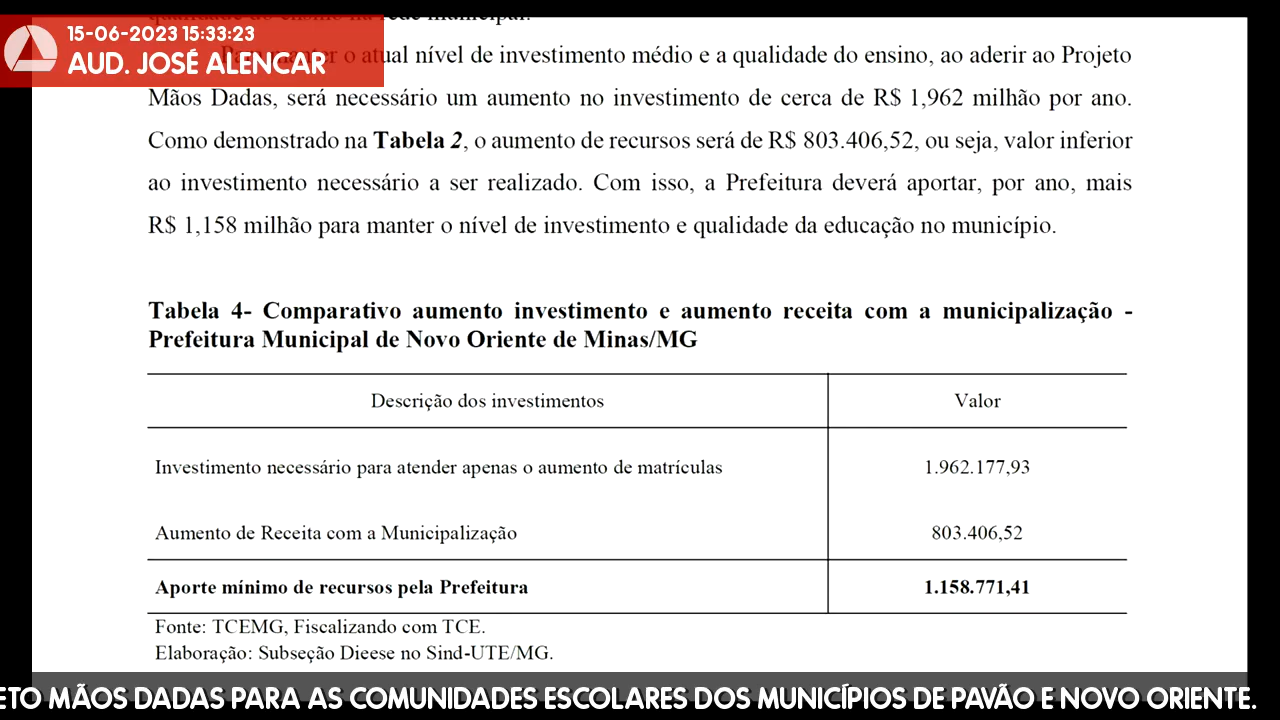 qualidade do ensino na rede municipal.
15-06-2023 15:33:23
AUD. JOSÉ ALENCAR
Para manter o atual nível de investimento médio e a qualidade do ensino, ao aderir ao Projeto
Mãos Dadas, será necessário um aumento no investimento de cerca de R$ 1,962 milhão por ano.
Como demonstrado na Tabela 2, o aumento de recursos será de R$ 803.406,52, ou seja, valor inferior
ao investimento necessário a ser realizado. Com isso, a Prefeitura deverá aportar, por ano, mais
R$ 1,158 milhão para manter o nível de investimento e qualidade da educação no município.
Tabela 4- Comparativo aumento investimento e aumento receita com a municipalização -
Prefeitura Municipal de Novo Oriente de Minas/MG
Descrição dos investimentos Valor
Investimento necessário para atender apenas o aumento de matrículas 1.962.177,93
Aumento de Receita com a Municipalização 803.406,52
Aporte mínimo de recursos pela Prefeitura 1.158.771,41
Fonte: TCEMG, Fiscalizando com TCE.
Elaboração: Subseção Dieese no Sind-UTE/MG.
ETO MÃOS DADAS PARA AS COMUNIDADES ESCOLARES DOS MUNICÍPIOS DE PAVÃO E NOVO ORIENTE.